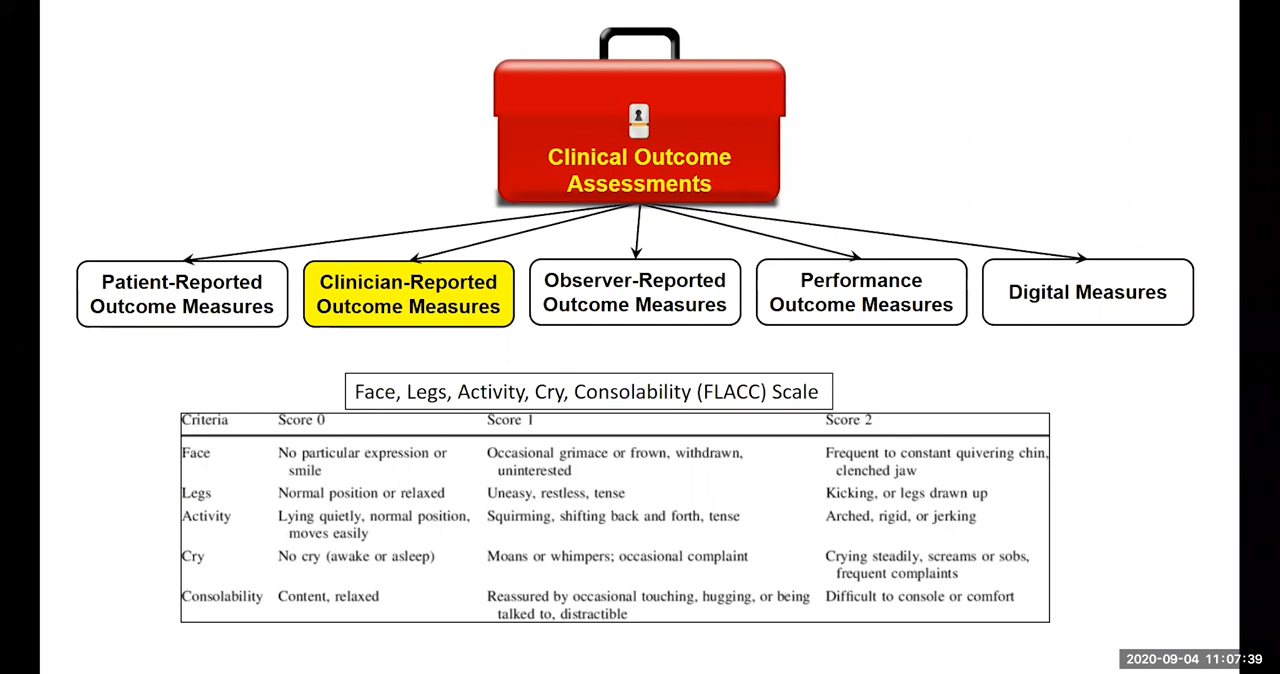 Clinical Outcome
Assessments
Patient-Reported
Outcome Measures
Clinician-Reported
Outcome Measures
Observer-Reported
Outcome Measures
Performance
Outcome Measures
Digital Measures
Face, Legs, Activity, Cry, Consolability (FLACC) Scale
Criteria Score 0 Score 1 Score 2
Face No particular expression or Occasional grimace or frown, withdrawn, Frequent to constant quivering chin,
smile uninterested clenched jaw
Legs Normal position or relaxed Uneasy, restless, tense Kicking, or legs drawn up
Activity Lying quietly, normal position, Squirming, shifting back and forth, tense Arched, rigid, or jerking
moves easily
Cry No cry (awake or asleep) Moans or whimpers; occasional complaint Crying steadily, screams or sobs,
frequent complaints
Consolability Content, relaxed Reassured by occasional touching, hugging, or being Difficult to console or comfort
talked to, distractible
2020-09-04 11:07:39